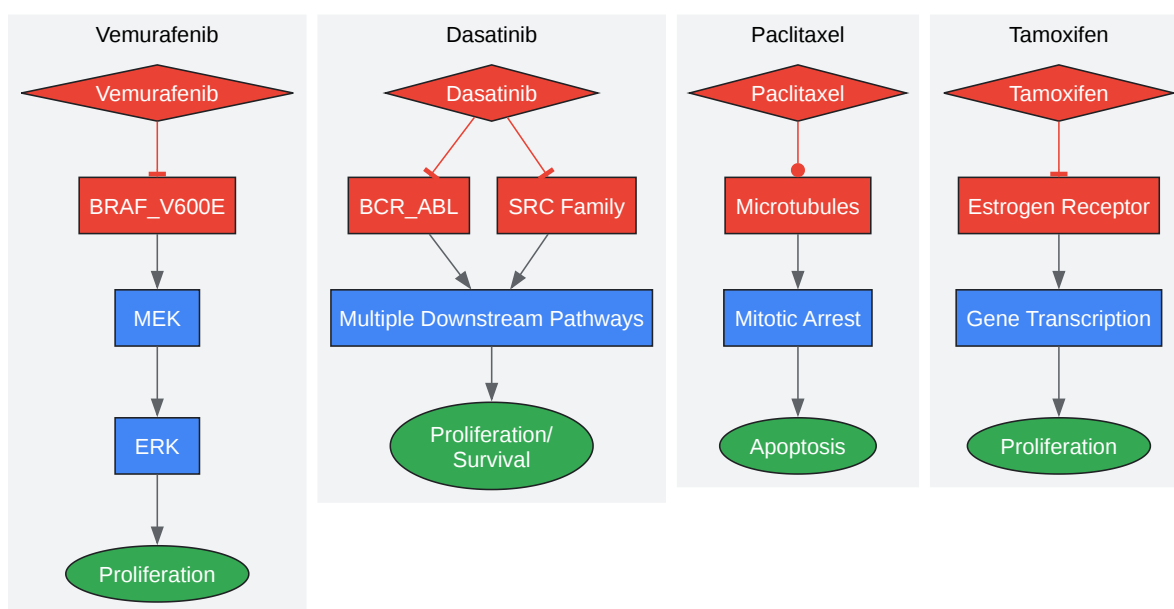 Vemurafenib
Vemurafenib
BRAF_V600E
MEK
ERK
Proliferation
Dasatinib
Dasatinib
BCR_ABL
SRC Family
Multiple Downstream Pathways
Proliferation/
Survival
Paclitaxel
Paclitaxel
Microtubules
Mitotic Arrest
Apoptosis
Tamoxifen
Tamoxifen
Estrogen Receptor
Gene Transcription
Proliferation